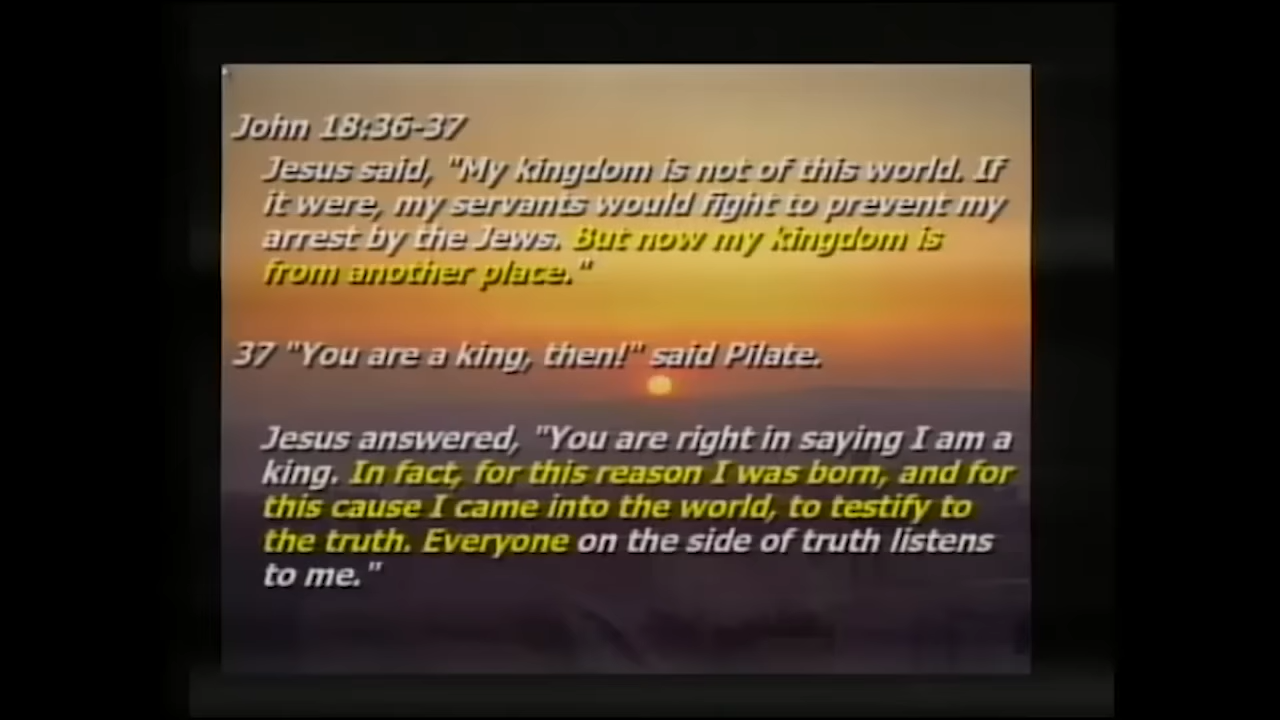 John 18:36-37
Jesus said, "My kingdom is not of this world. If
it were, my servants would fight to prevent my
arrest by the Jews. But now my kingdom is
from another place."
37 "You are a king, then!" said Pilate.
Jesus answered, "You are right in saying I am a
king. In fact, for this reason I was born, and for
this cause I came into the world, to testify to
the truth. Everyone on the side of truth listens
to me."